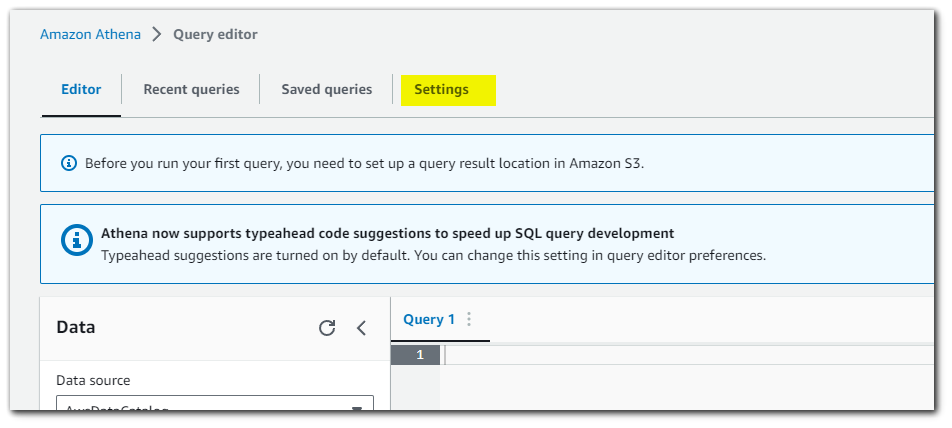 Amazon Athena > Query editor
Editor Recent queries Saved queries Settings
Before you run your first query, you need to set up a query result location in Amazon S3.
Athena now supports typeahead code suggestions to speed up SQL query development
Typeahead suggestions are turned on by default. You can change this setting in query editor preferences.
Data
Query 1
1
Data source
AwsDataCatalog